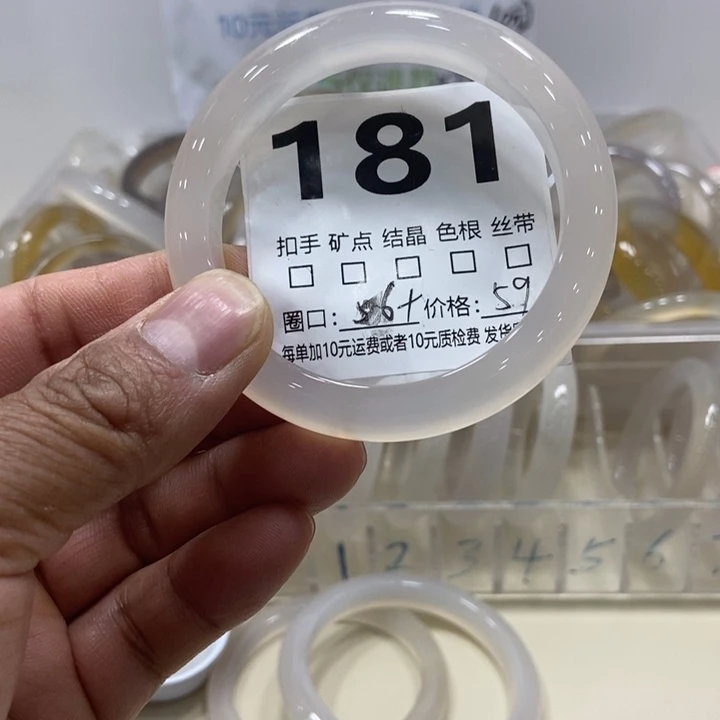 181
扣手 矿点 结晶 色根 丝带
□ □ □ □ □
圈口: 56+ 价格: 59
每单加10元运费或者10元质检费 发货
1 2 3 4 5 6